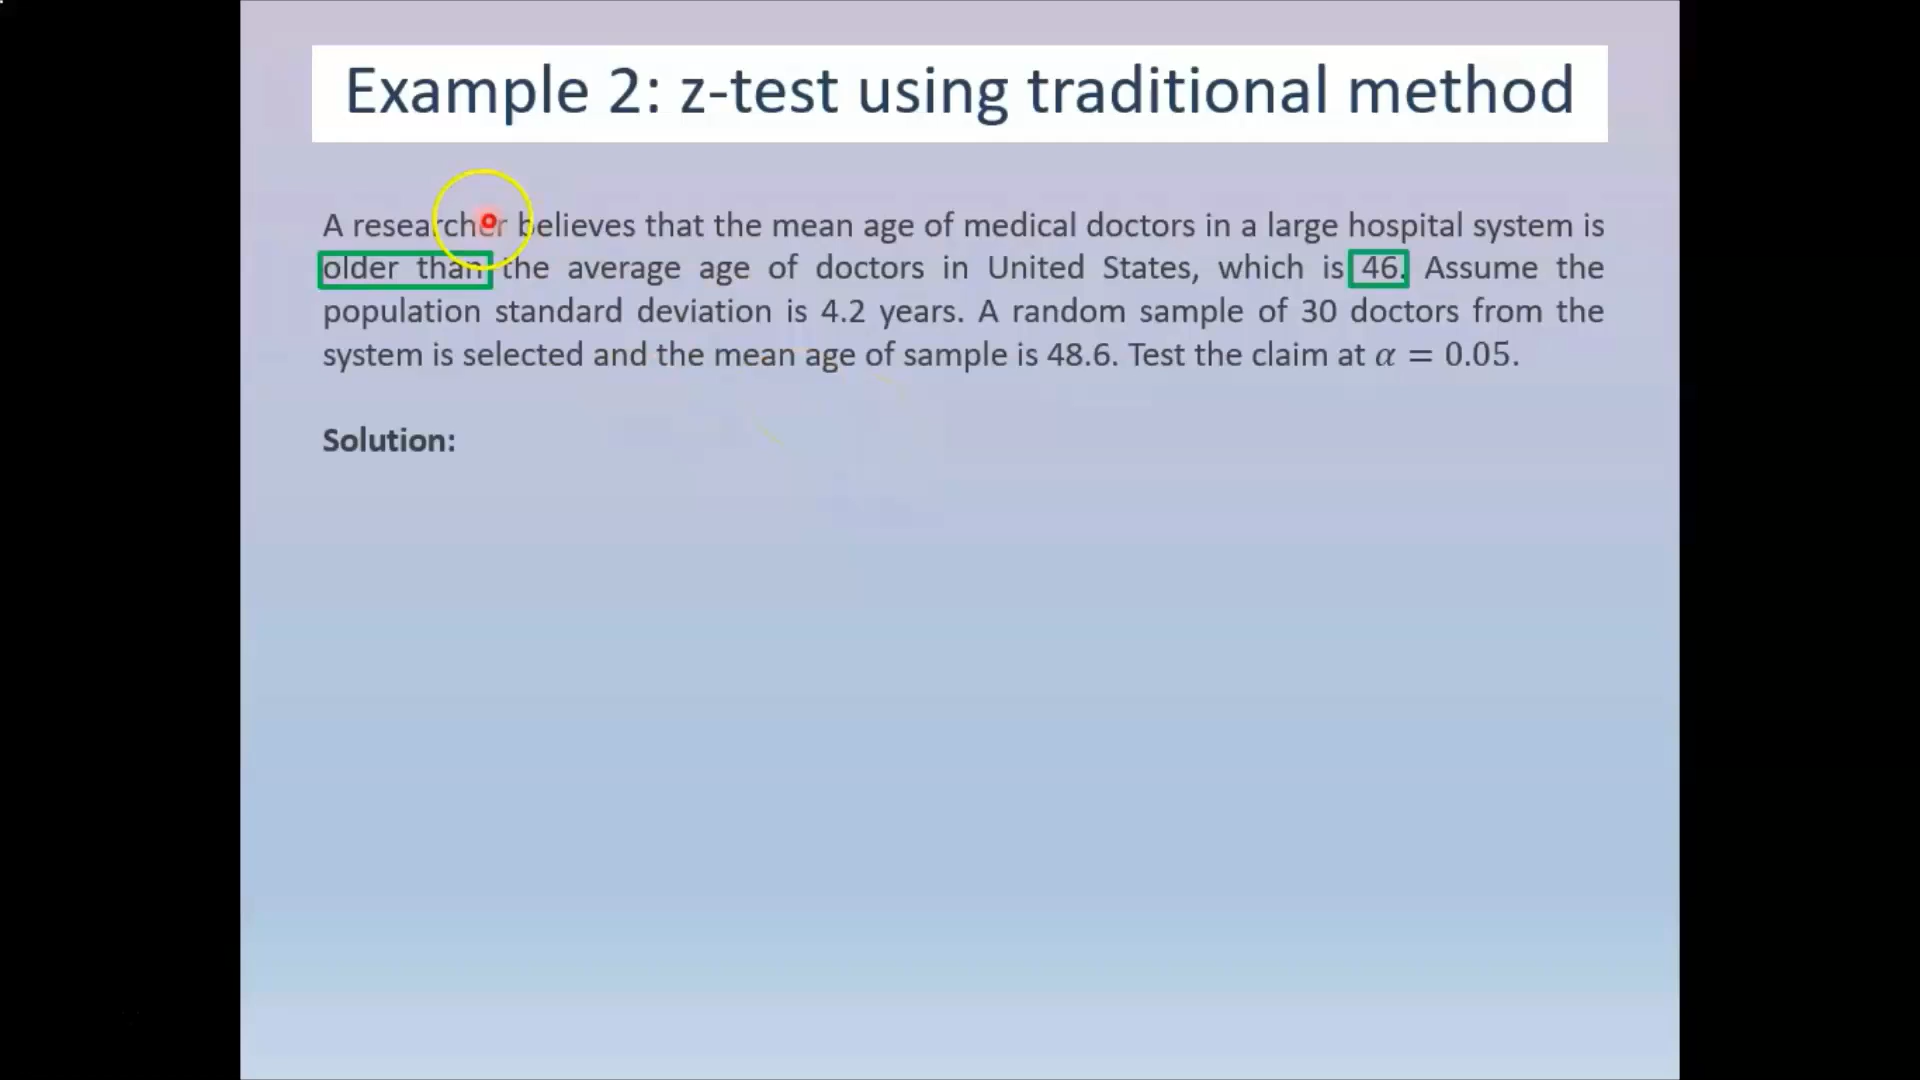 Example 2: z-test using traditional method
A researcher believes that the mean age of medical doctors in a large hospital system is
older than the average age of doctors in United States, which is 46. Assume the
population standard deviation is 4.2 years. A random sample of 30 doctors from the
system is selected and the mean age of sample is 48.6. Test the claim at α = 0.05.
Solution: